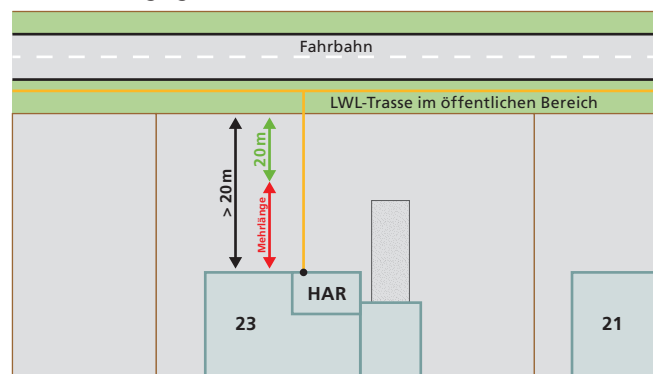 Fahrbahn
LWL-Trasse im öffentlichen Bereich
> 20 m
20 m
Mehrlänge
HAR
23
21